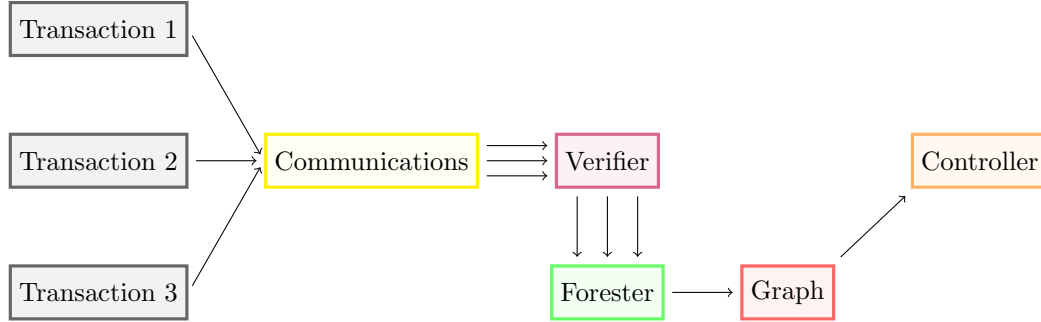 Transaction 1
Transaction 2
Communications
Verifier
Controller
Transaction 3
Forester
Graph